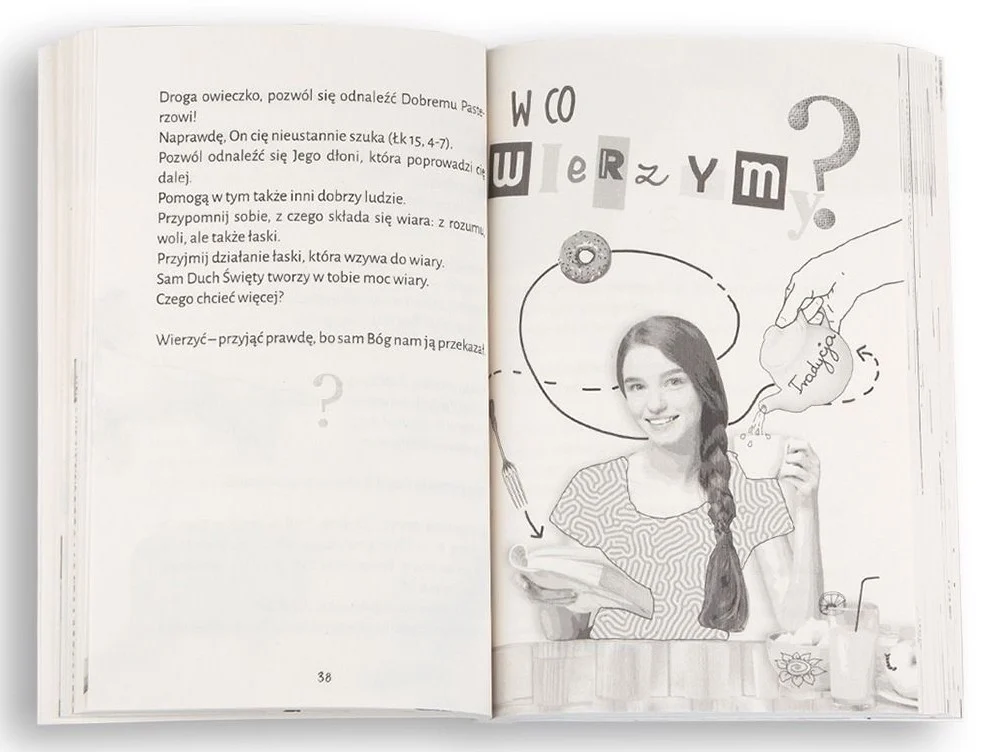 Droga owieczko, pozwól się odnaleźć Dobremu Paste-
rzowi!
Naprawdę, On cię nieustannie szuka (Łk 15, 4-7).
Pozwól odnaleźć się Jego dłoni, która poprowadzi cię
dalej.
Pomogą w tym także inni dobrzy ludzie.
Przypomnij sobie, z czego składa się wiara: z rozumu,
woli, ale także łaski.
Przyjmij działanie łaski, która wzywa do wiary.
Sam Duch Święty tworzy w tobie moc wiary.
Czego chcieć więcej?
Wierzyć – przyjąć prawdę, bo sam Bóg nam ją przekazał.
?
38
W CO
WIeRzYmy?
Tradycja